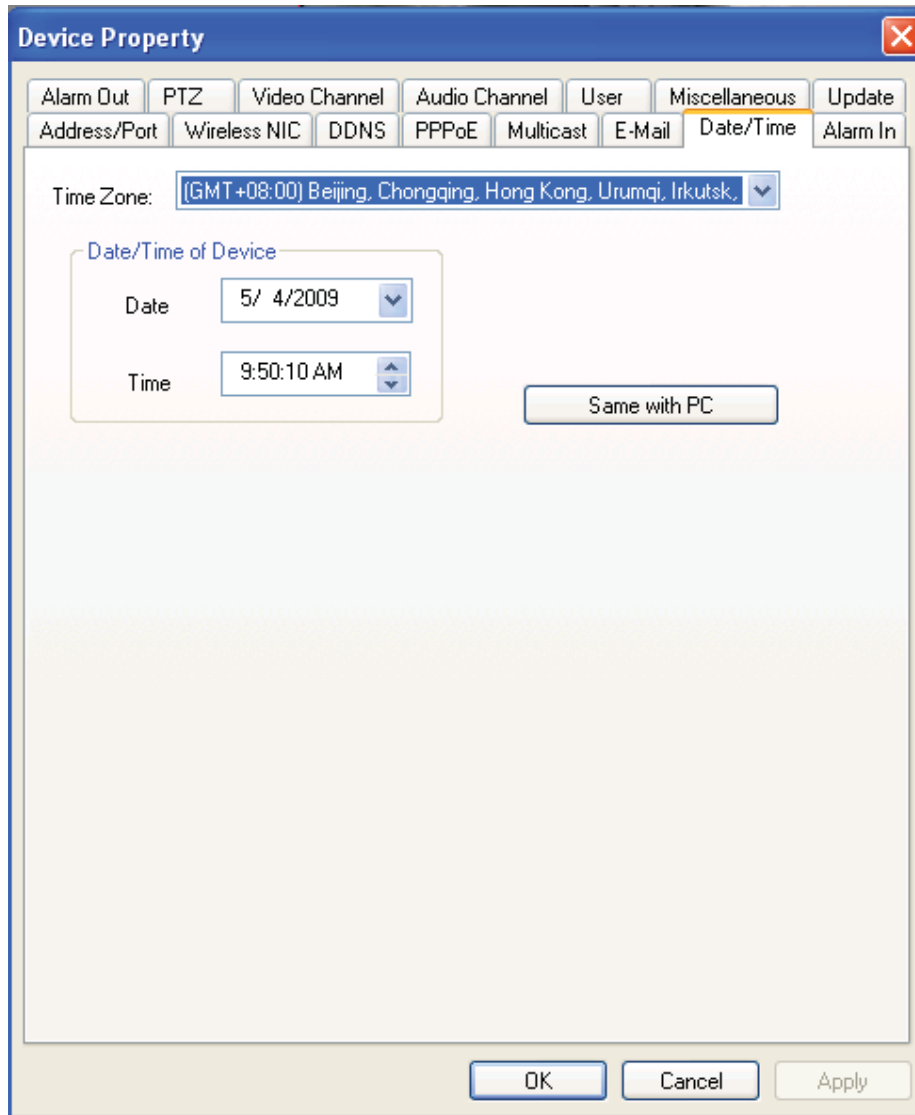 Device Property
Alarm Out PTZ Video Channel Audio Channel User Miscellaneous Update
Address/Port Wireless NIC DDNS PPPoE Multicast E-Mail Date/Time Alarm In
Time Zone: (GMT+08:00) Beijing, Chongqing, Hong Kong, Urumqi, Irkutsk,
Date/Time of Device
Date 5/ 4/2009
Time 9:50:10 AM
Same with PC
OK Cancel Apply